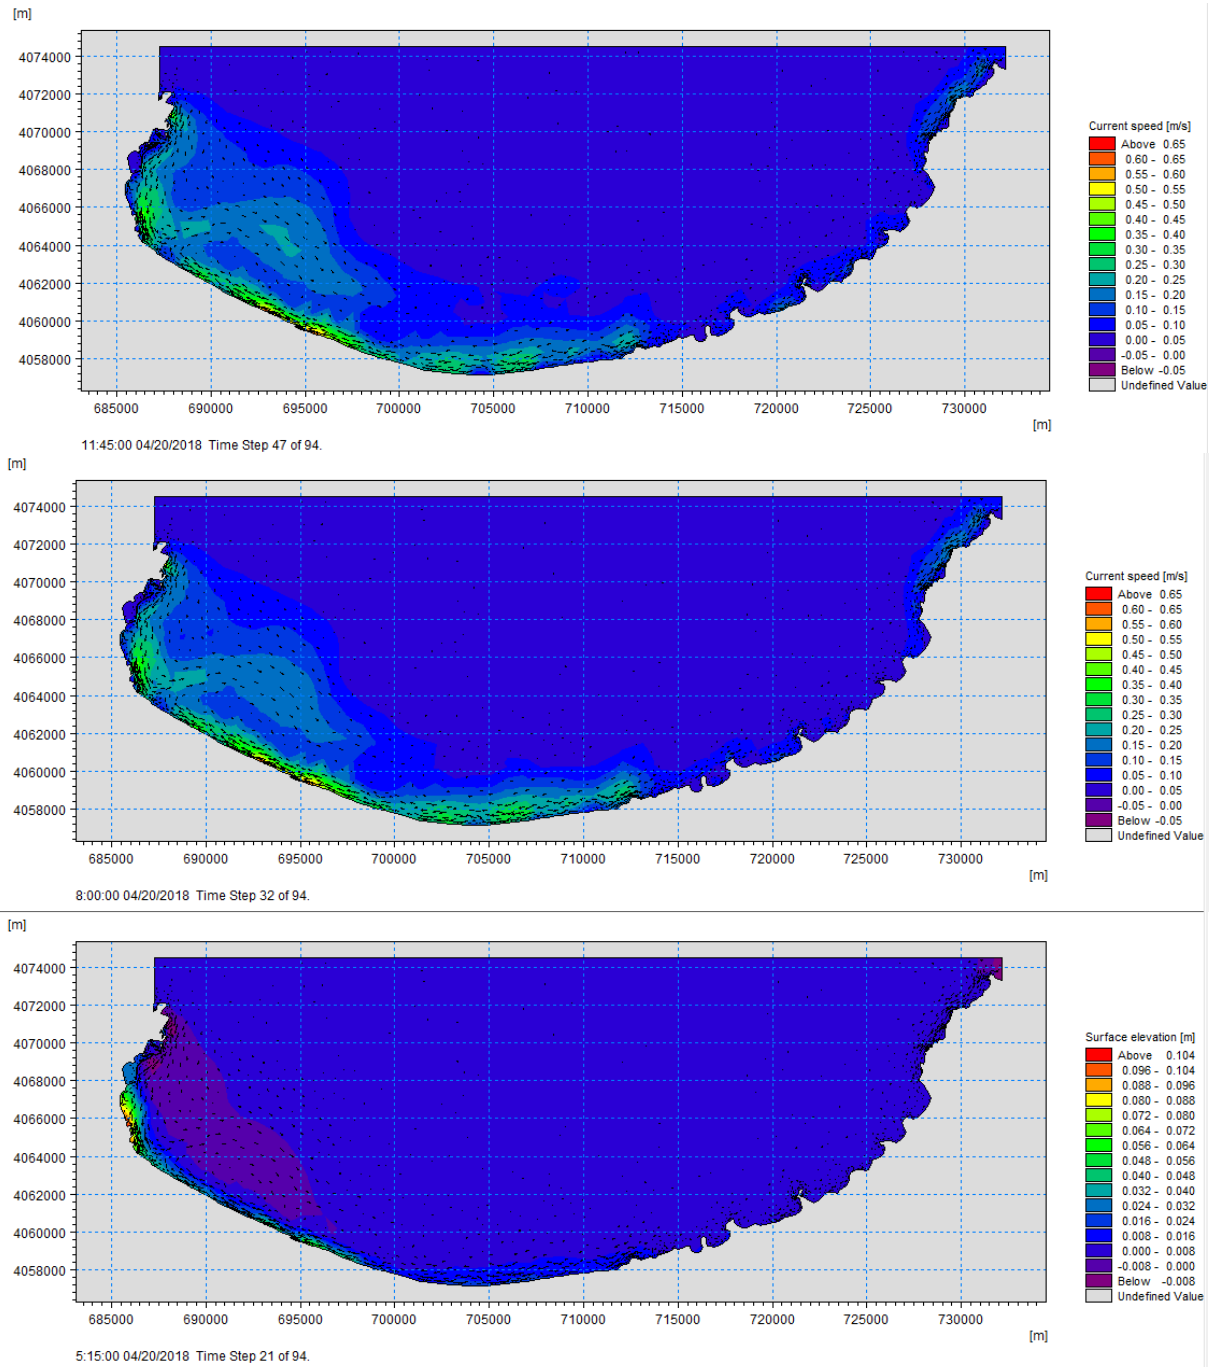 [m]
4074000
4072000
4070000
4068000
4066000
4064000
4062000
4060000
4058000
685000 690000 695000 700000 705000 710000 715000 720000 725000 730000
[m]
Current speed [m/s]
Above 0.65
0.60 - 0.65
0.55 - 0.60
0.50 - 0.55
0.45 - 0.50
0.40 - 0.45
0.35 - 0.40
0.30 - 0.35
0.25 - 0.30
0.20 - 0.25
0.15 - 0.20
0.10 - 0.15
0.05 - 0.10
0.00 - 0.05
-0.05 - 0.00
Below -0.05
Undefined Value
11:45:00 04/20/2018 Time Step 47 of 94.
[m]
4074000
4072000
4070000
4068000
4066000
4064000
4062000
4060000
4058000
685000 690000 695000 700000 705000 710000 715000 720000 725000 730000
[m]
Current speed [m/s]
Above 0.65
0.60 - 0.65
0.55 - 0.60
0.50 - 0.55
0.45 - 0.50
0.40 - 0.45
0.35 - 0.40
0.30 - 0.35
0.25 - 0.30
0.20 - 0.25
0.15 - 0.20
0.10 - 0.15
0.05 - 0.10
0.00 - 0.05
-0.05 - 0.00
Below -0.05
Undefined Value
8:00:00 04/20/2018 Time Step 32 of 94.
[m]
4074000
4072000
4070000
4068000
4066000
4064000
4062000
4060000
4058000
685000 690000 695000 700000 705000 710000 715000 720000 725000 730000
[m]
Surface elevation [m]
Above 0.104
0.096 - 0.104
0.088 - 0.096
0.080 - 0.088
0.072 - 0.080
0.064 - 0.072
0.056 - 0.064
0.048 - 0.056
0.040 - 0.048
0.032 - 0.040
0.024 - 0.032
0.016 - 0.024
0.008 - 0.016
0.000 - 0.008
-0.008 - 0.000
Below -0.008
Undefined Value
5:15:00 04/20/2018 Time Step 21 of 94.